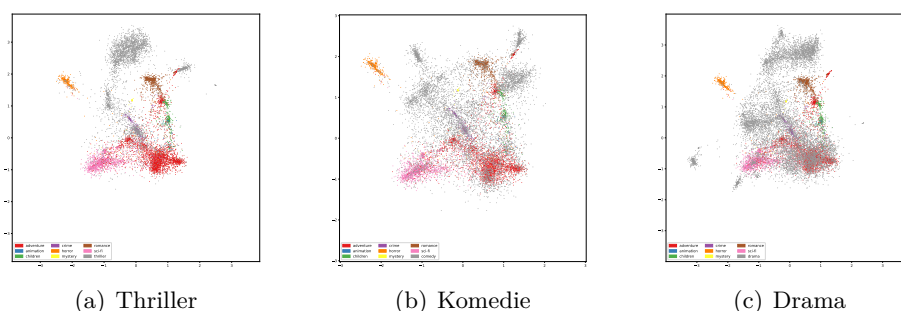 adventure crime romance
animation horror sci-fi
children mystery thriller
adventure crime romance
animation horror sci-fi
children mystery comedy
adventure crime romance
animation horror sci-fi
children mystery drama
(a) Thriller
(b) Komedie
(c) Drama